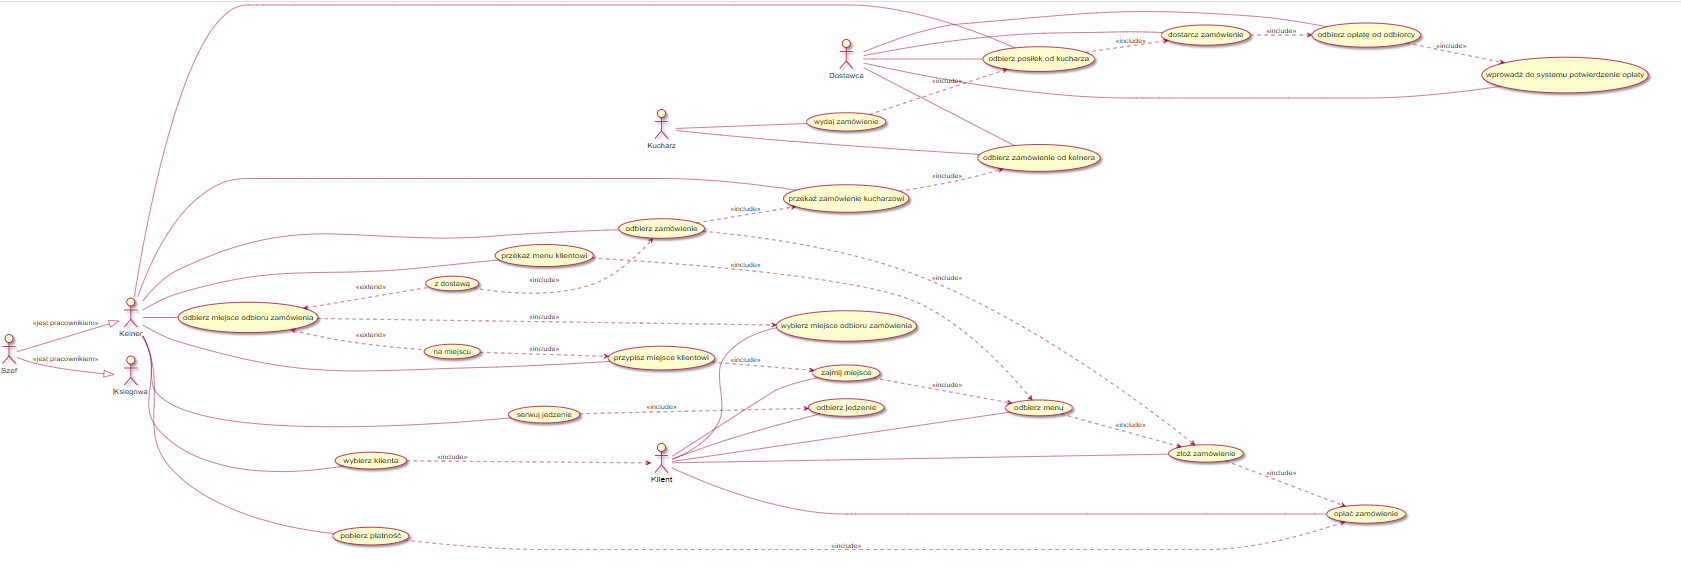 dostarcz zamówienie
«include»
odbierz opłatę od odbiorcy
«include»
«include»
odbierz posiłek od kucharza
Dostawca
wprowadź do systemu potwierdzenie opłaty
«include»
wydaj zamówienie
Kucharz
odbierz zamówienie od kelnera
«include»
przekaż zamówienie kucharzowi
«include»
odbierz zamówienie
przekaż menu klientowi
«include»
«include»
«include»
z dostawą
«extend»
odbierz miejsce odbioru zamówienia
«include»
wybierz miejsce odbioru zamówienia
«jest pracownikiem»
Kelner
«extend»
na miejscu
«include»
przypisz miejsce klientowi
«include»
«jest pracownikiem»
Szef
zajmij miejsce
«include»
Księgowa
serwuj jedzenie
«include»
odbierz jedzenie
odbierz menu
«include»
wybierz klienta
«include»
złoż zamówienie
Klient
«include»
opłać zamówienie
pobierz płatność
«include»